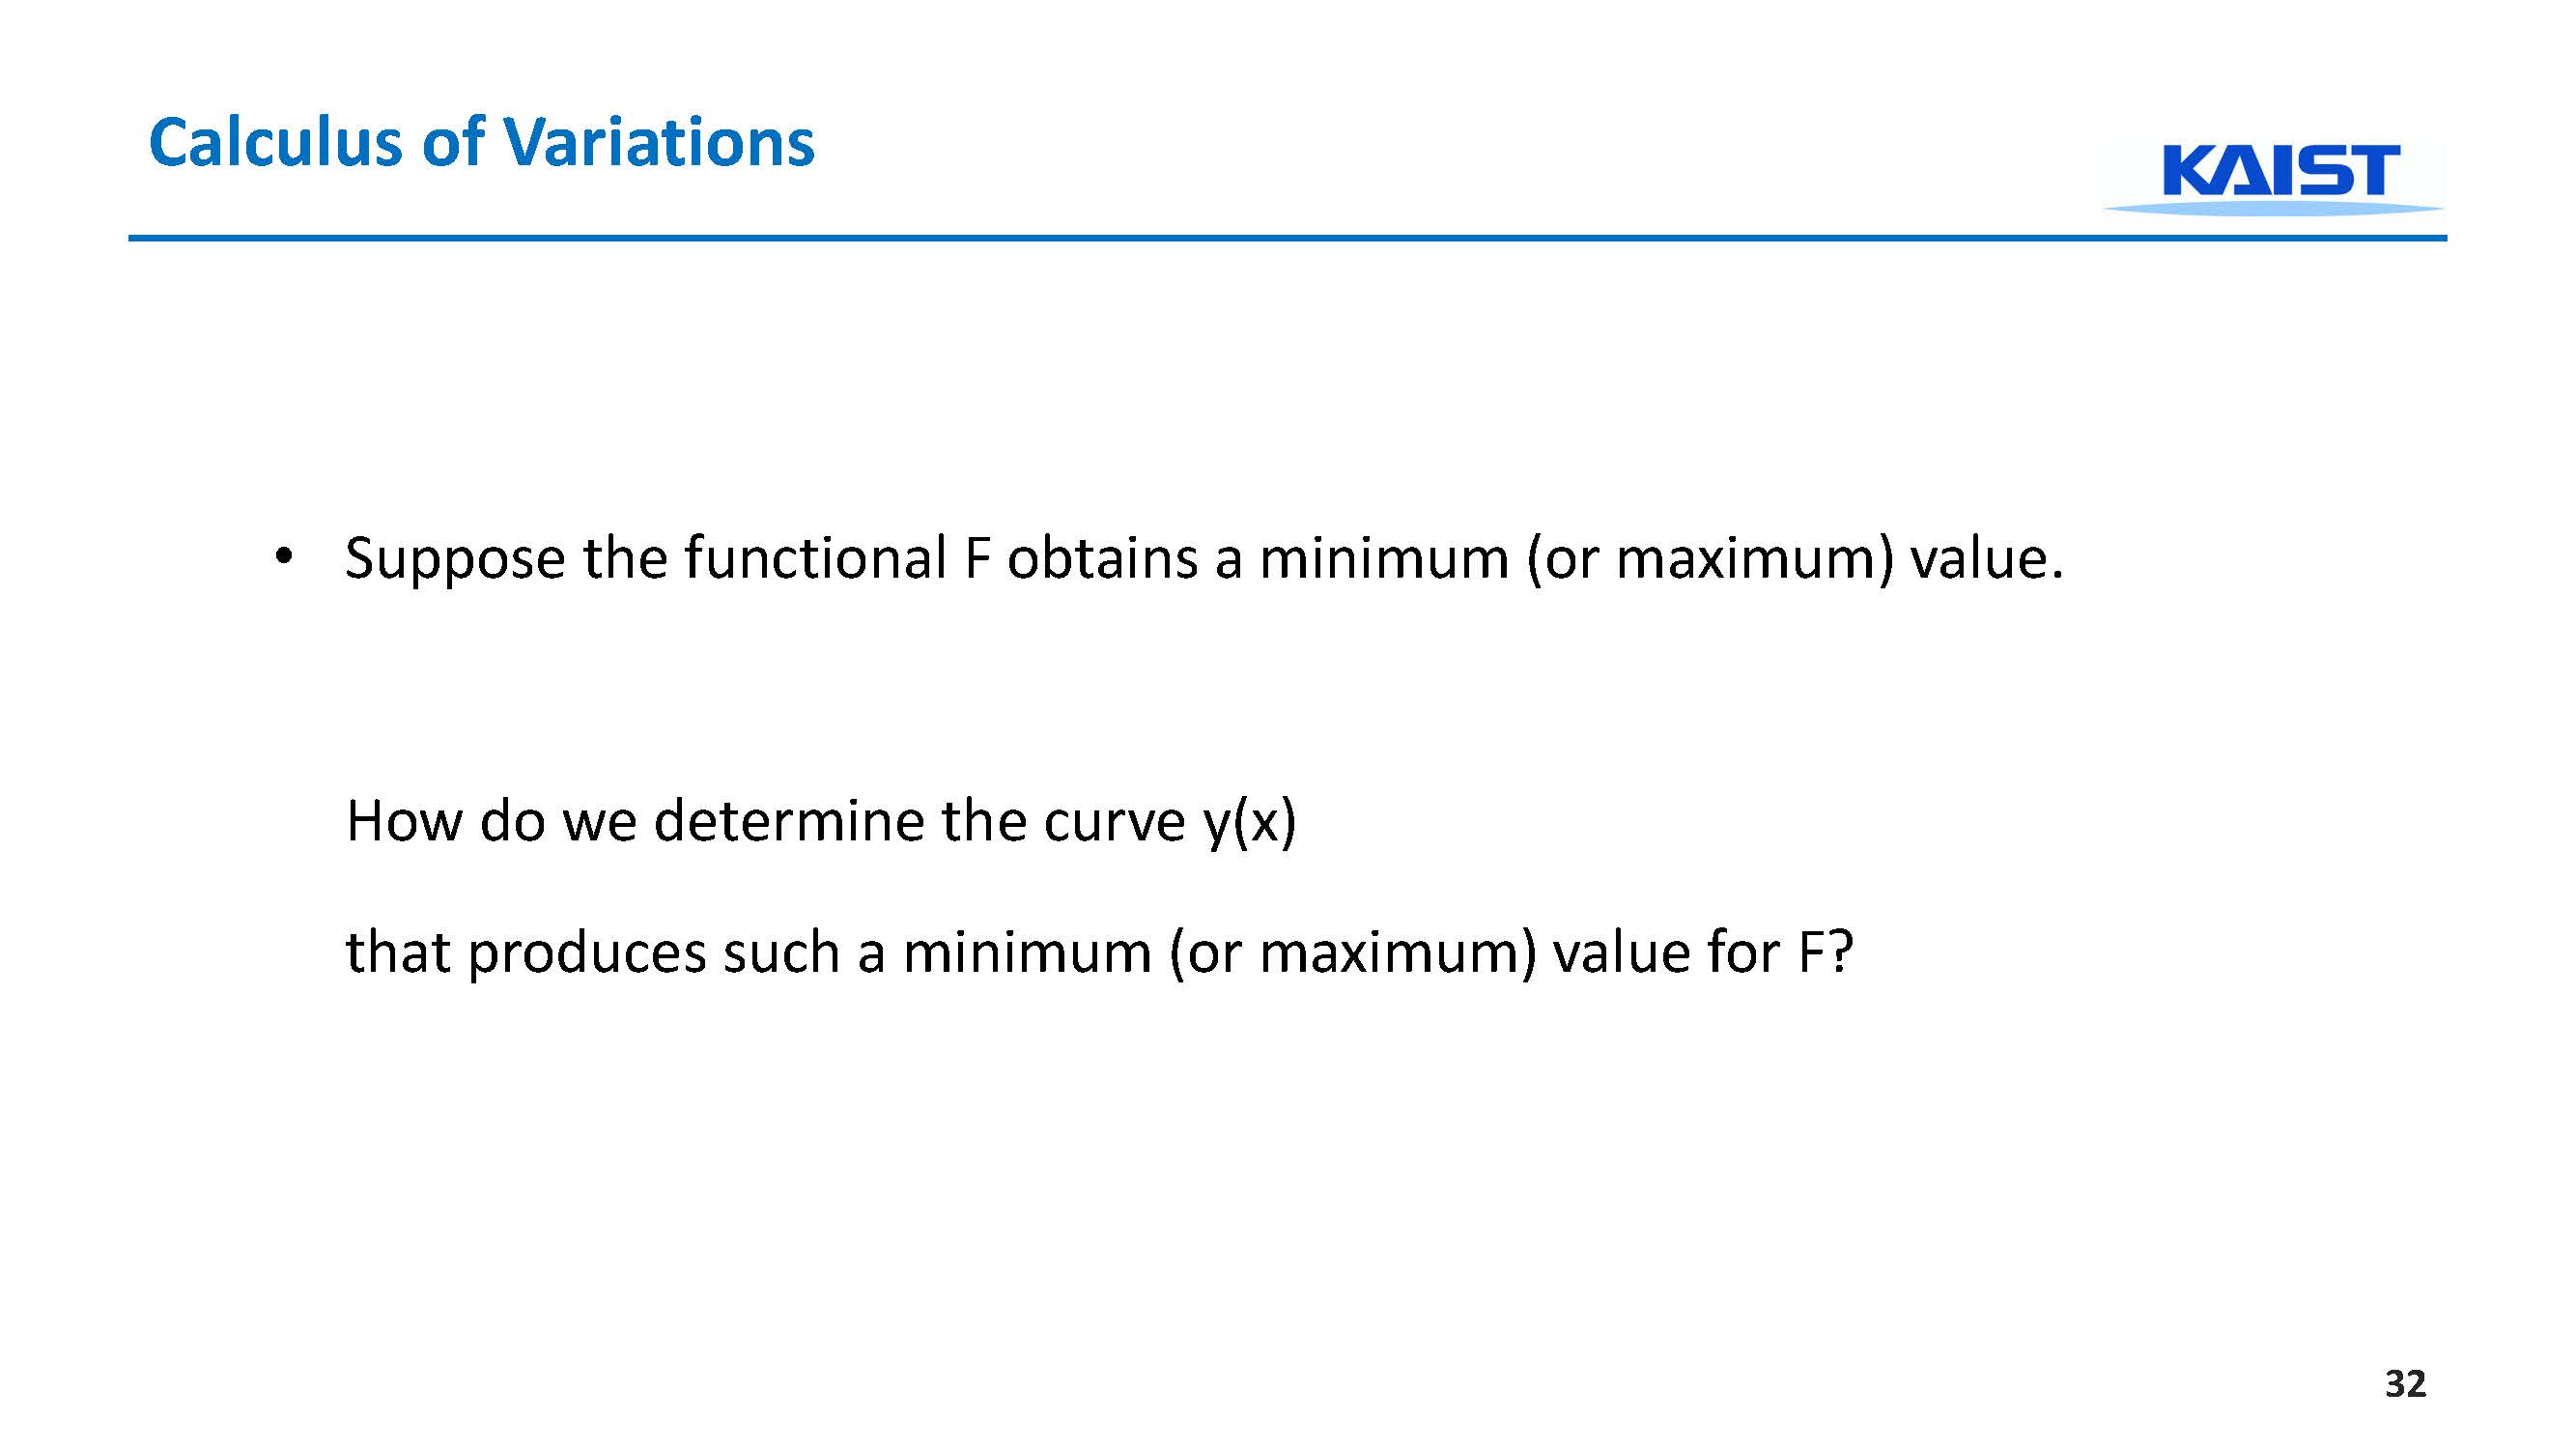 Calculus of Variations
KAIST
• Suppose the functional F obtains a minimum (or maximum) value.
How do we determine the curve y(x)
that produces such a minimum (or maximum) value for F?
32